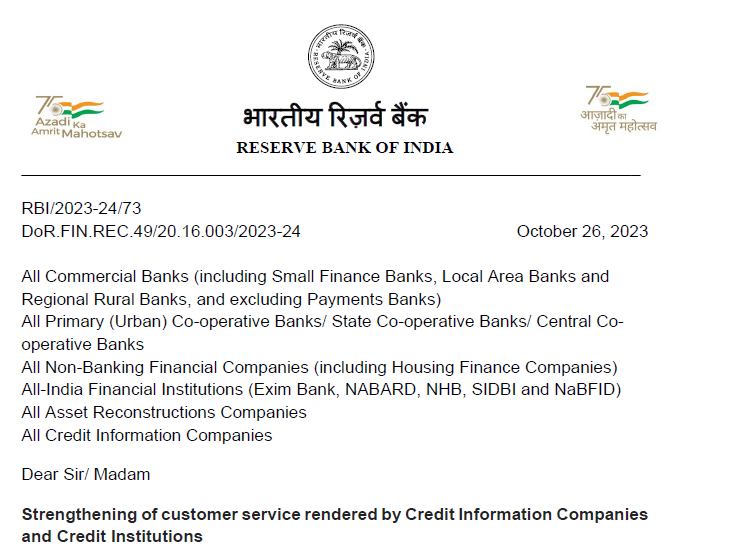 भारतीय रिज़र्व बैंक
RESERVE BANK OF INDIA
75
Azadi Ka
Amrit Mahotsav
75
आज़ादी का
अमृत महोत्सव
भारतीय रिज़र्व बैंक
RESERVE BANK OF INDIA
RBI/2023-24/73
DoR.FIN.REC.49/20.16.003/2023-24 October 26, 2023
All Commercial Banks (including Small Finance Banks, Local Area Banks and
Regional Rural Banks, and excluding Payments Banks)
All Primary (Urban) Co-operative Banks/ State Co-operative Banks/ Central Co-
operative Banks
All Non-Banking Financial Companies (including Housing Finance Companies)
All-India Financial Institutions (Exim Bank, NABARD, NHB, SIDBI and NaBFID)
All Asset Reconstructions Companies
All Credit Information Companies
Dear Sir/ Madam
Strengthening of customer service rendered by Credit Information Companies
and Credit Institutions